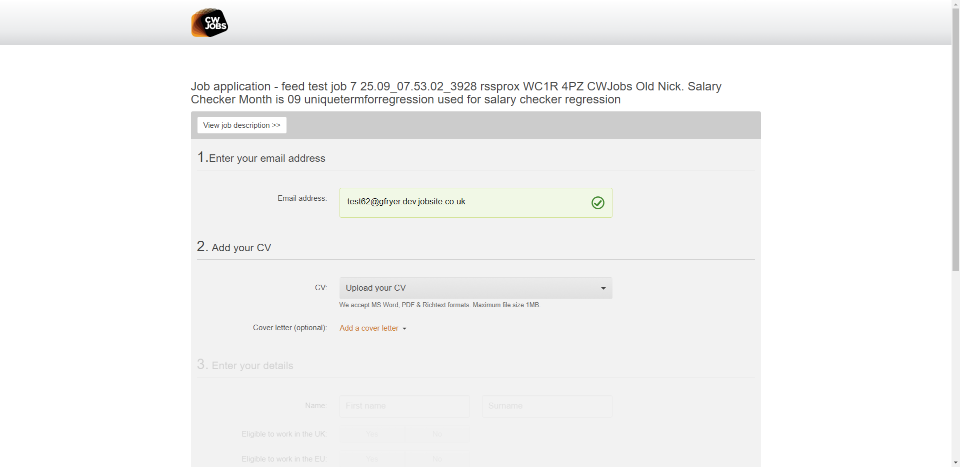 CW
JOBS
Job application - feed test job 7 25.09_07.53.02_3928 rssprox WC1R 4PZ CWJobs Old Nick. Salary
Checker Month is 09 uniquetermforregression used for salary checker regression
View job description >>
1.Enter your email address
Email address:
test62@gfryer.dev.jobsite.co.uk
2. Add your CV
CV:
Upload your CV
We accept MS Word, PDF & Richtext formats. Maximum file size 1MB.
Cover letter (optional):
Add a cover letter
3. Enter your details
Name:
First name
Surname
Eligible to work in the UK:
Yes
No
Eligible to work in the EU:
Yes
No